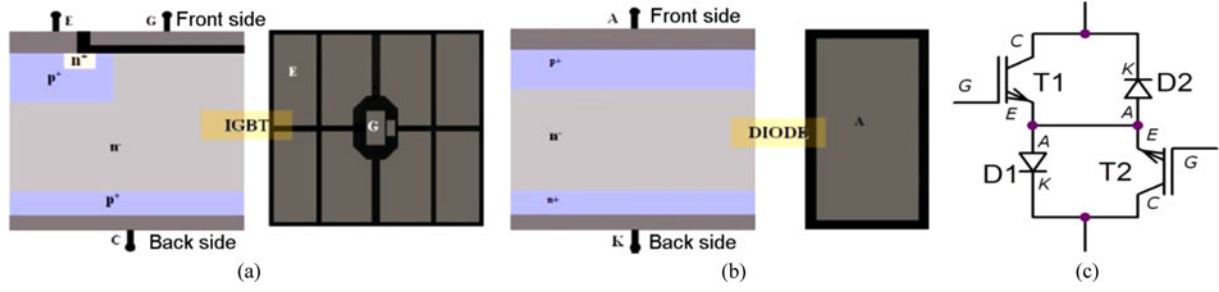 E
G
Front side
n+
p+
n-
p+
C
Back side
IGBT
E
G
(a)
A
Front side
p+
n-
n+
K
Back side
DIODE
A
(b)
C
G
T1
E
K
D2
A
A
D1
K
E
T2
G
C
(c)